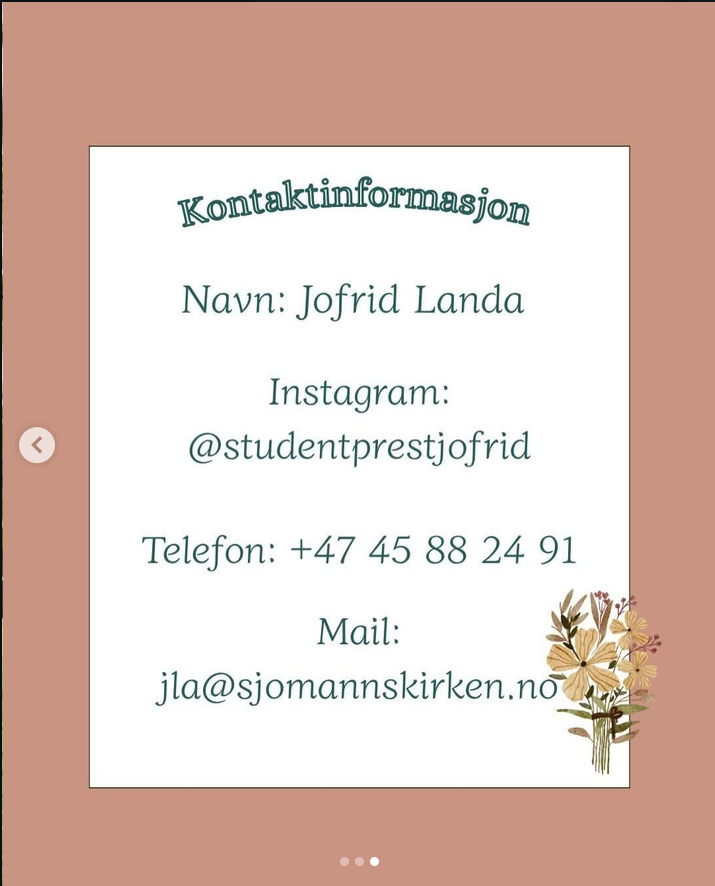 Kontaktinformasjon
Navn: Jofrid Landa
Instagram:
@studentprestjofrid
Telefon: +47 45 88 24 91
Mail:
jla@sjomannskirken.no